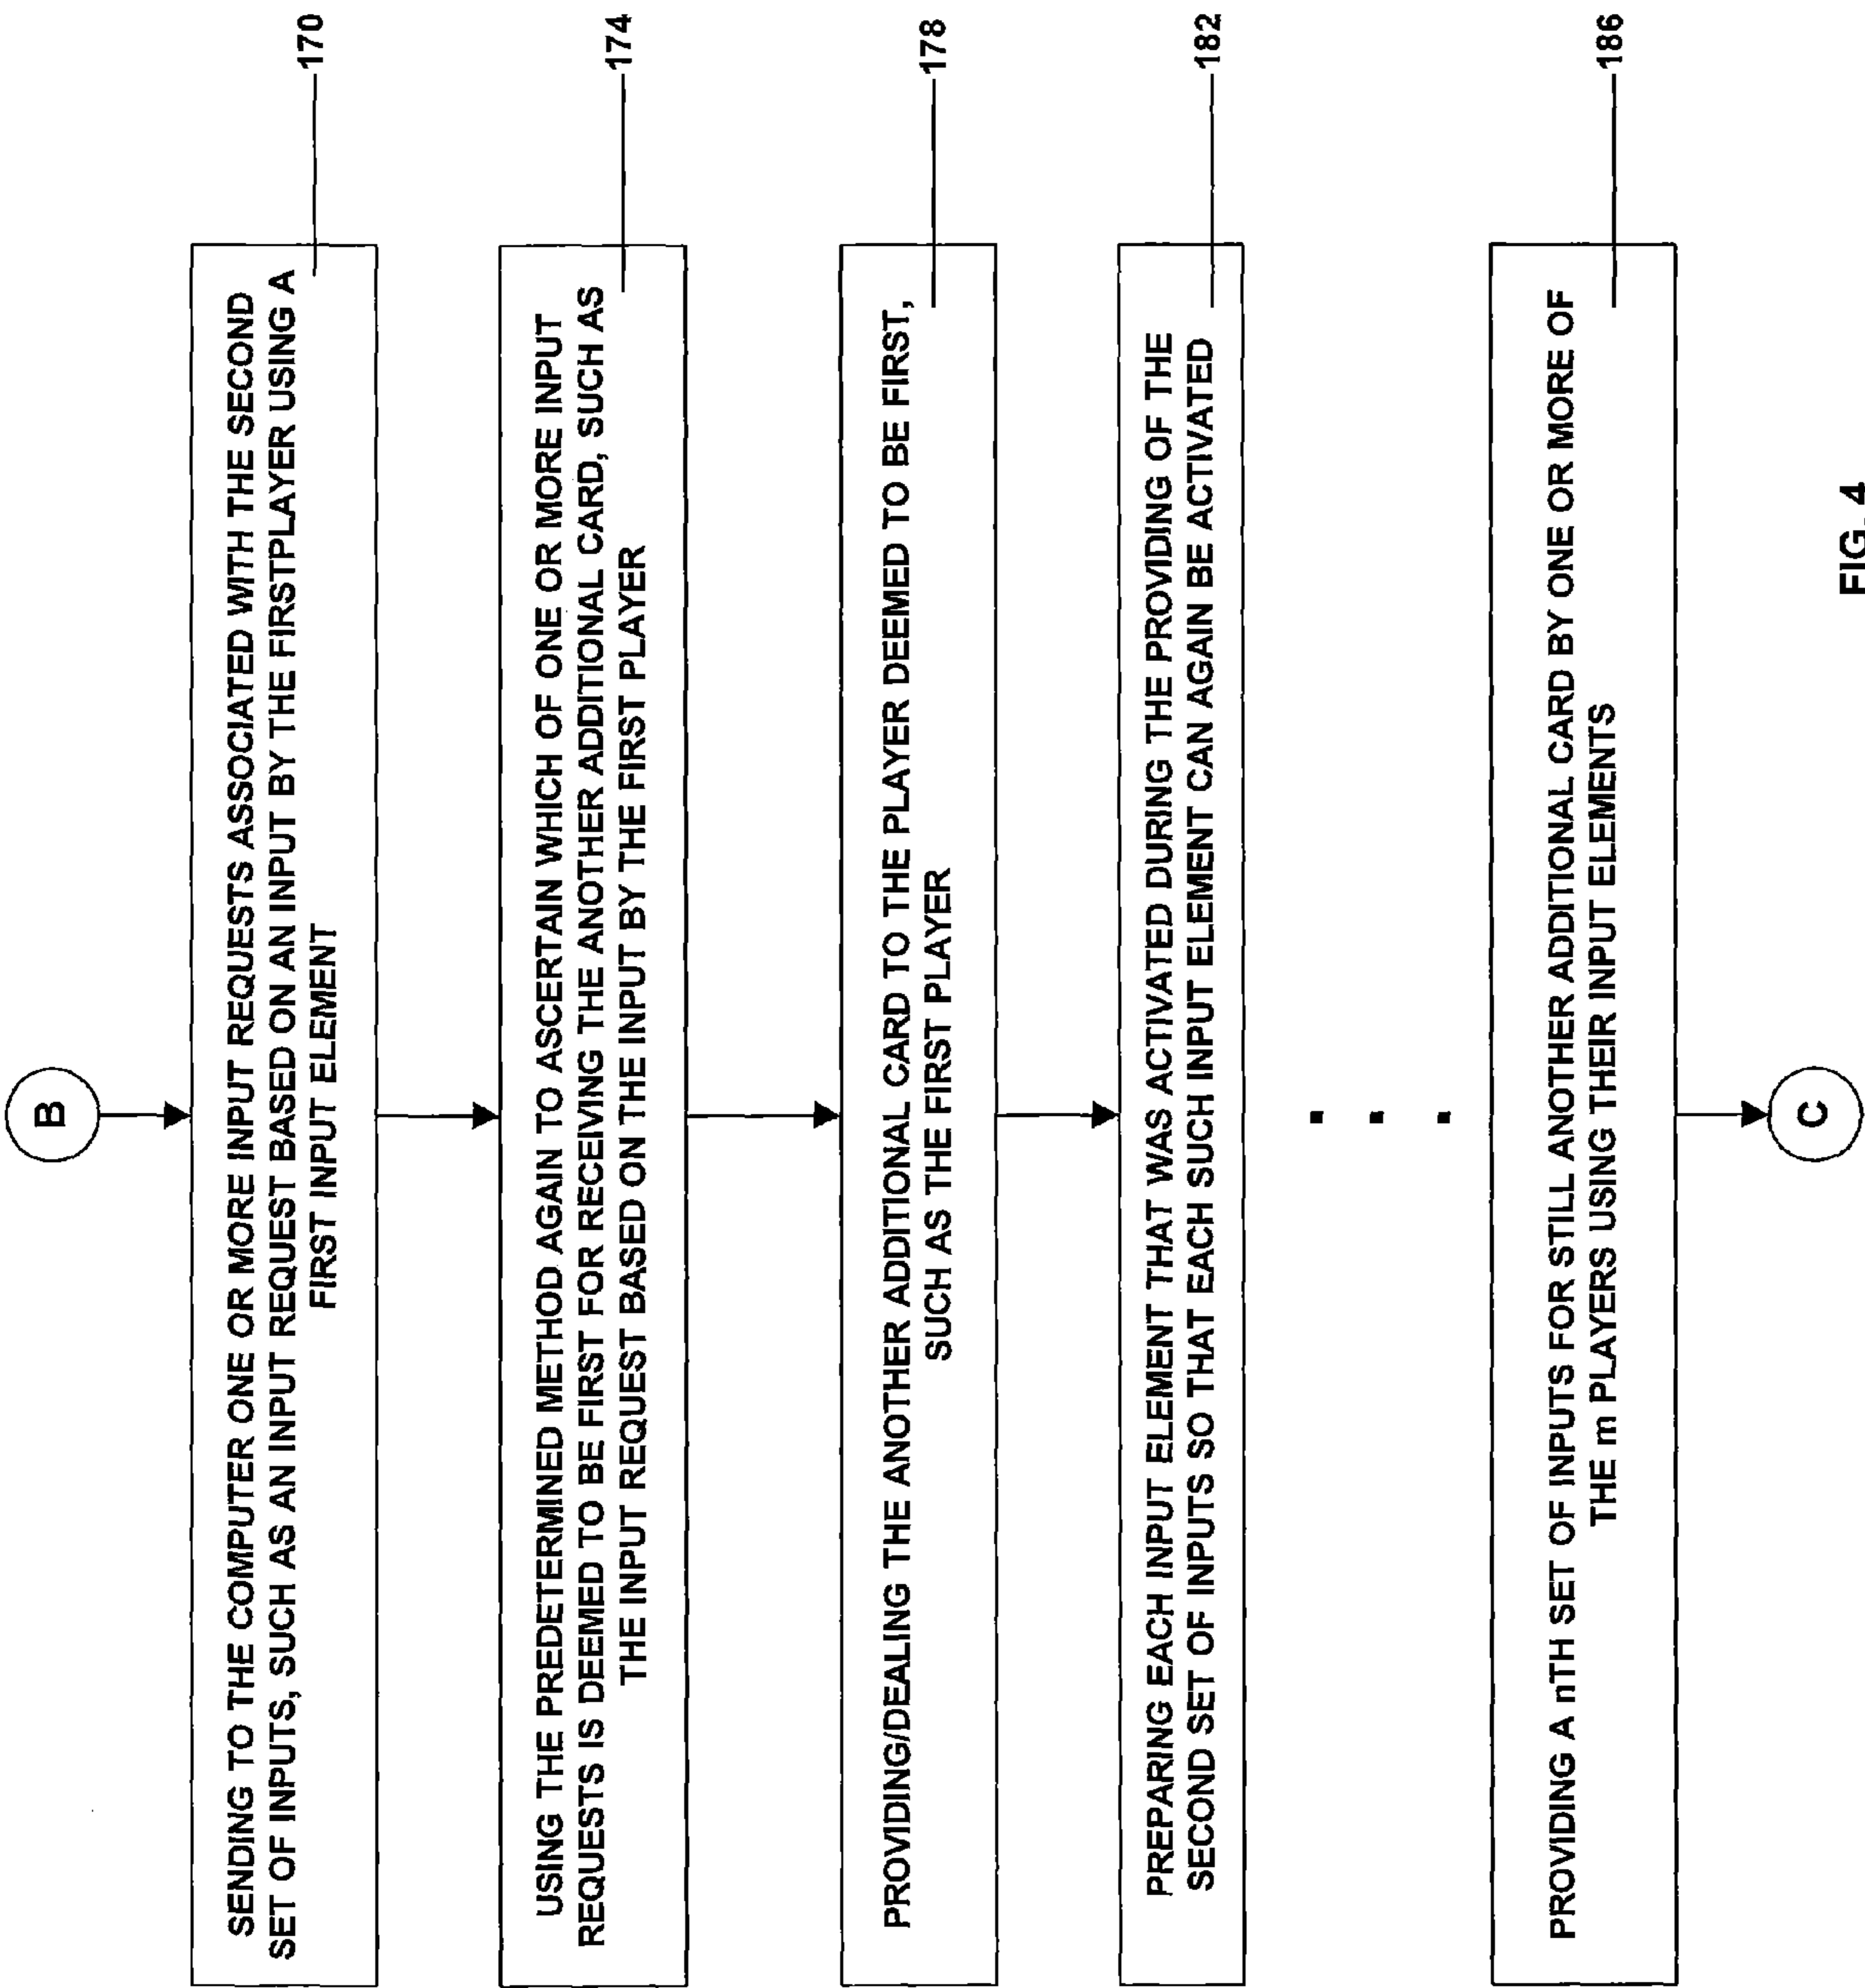 B
SENDING TO THE COMPUTER ONE OR MORE INPUT REQUESTS ASSOCIATED WITH THE SECOND
SET OF INPUTS, SUCH AS AN INPUT REQUEST BASED ON AN INPUT BY THE FIRSTPLAYER USING A
FIRST INPUT ELEMENT
170
USING THE PREDETERMINED METHOD AGAIN TO ASCERTAIN WHICH OF ONE OR MORE INPUT
REQUESTS IS DEEMED TO BE FIRST FOR RECEIVING THE ANOTHER ADDITIONAL CARD, SUCH AS
THE INPUT REQUEST BASED ON THE INPUT BY THE FIRST PLAYER
174
PROVIDING/DEALING THE ANOTHER ADDITIONAL CARD TO THE PLAYER DEEMED TO BE FIRST,
SUCH AS THE FIRST PLAYER
178
PREPARING EACH INPUT ELEMENT THAT WAS ACTIVATED DURING THE PROVIDING OF THE
SECOND SET OF INPUTS SO THAT EACH SUCH INPUT ELEMENT CAN AGAIN BE ACTIVATED
182
PROVIDING A nTH SET OF INPUTS FOR STILL ANOTHER ADDITIONAL CARD BY ONE OR MORE OF
THE m PLAYERS USING THEIR INPUT ELEMENTS
186
C
FIG. 4